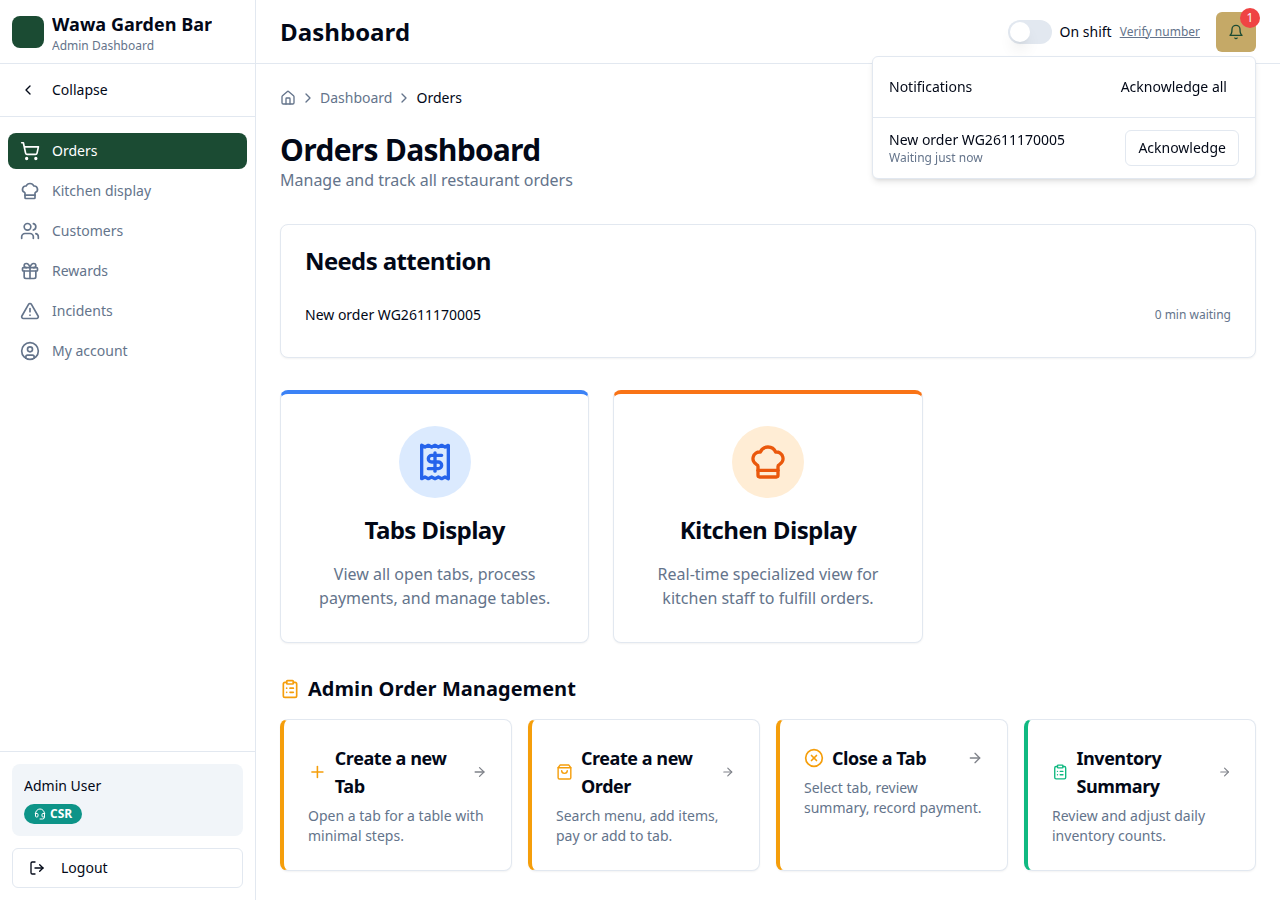 Wawa Garden Bar
Admin Dashboard
Collapse
Orders
Kitchen display
Customers
Rewards
Incidents
My account
Admin User
CSR
Logout
Dashboard
On shift
Verify number
1
Notifications
Acknowledge all
New order WG2611170005
Waiting just now
Acknowledge
Dashboard
Orders
Orders Dashboard
Manage and track all restaurant orders
Needs attention
New order WG2611170005
0 min waiting
Tabs Display
View all open tabs, process
payments, and manage tables.
Kitchen Display
Real-time specialized view for
kitchen staff to fulfill orders.
Admin Order Management
Create a new
Tab
Open a tab for a table with
minimal steps.
Create a new
Order
Search menu, add items,
pay or add to tab.
Close a Tab
Select tab, review
summary, record payment.
Inventory
Summary
Review and adjust daily
inventory counts.